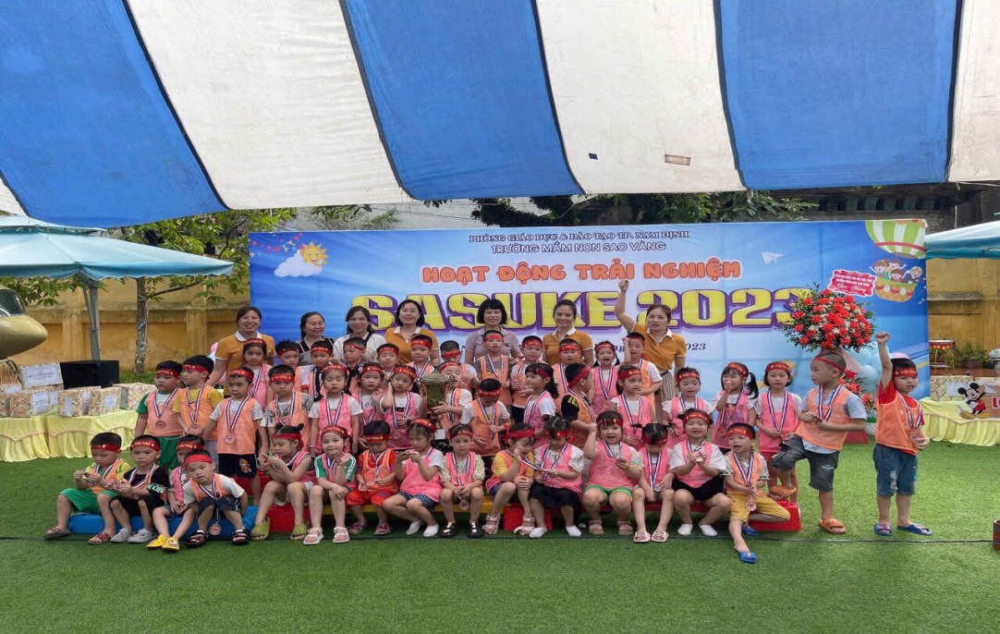 PHÒNG GIÁO DỤC & ĐÀO TẠO TP. NAM ĐỊNH
TRƯỜNG MẦM NON SAO VÀNG
HOẠT ĐỘNG TRẢI NGHIỆM
SASUKE 2023
2023